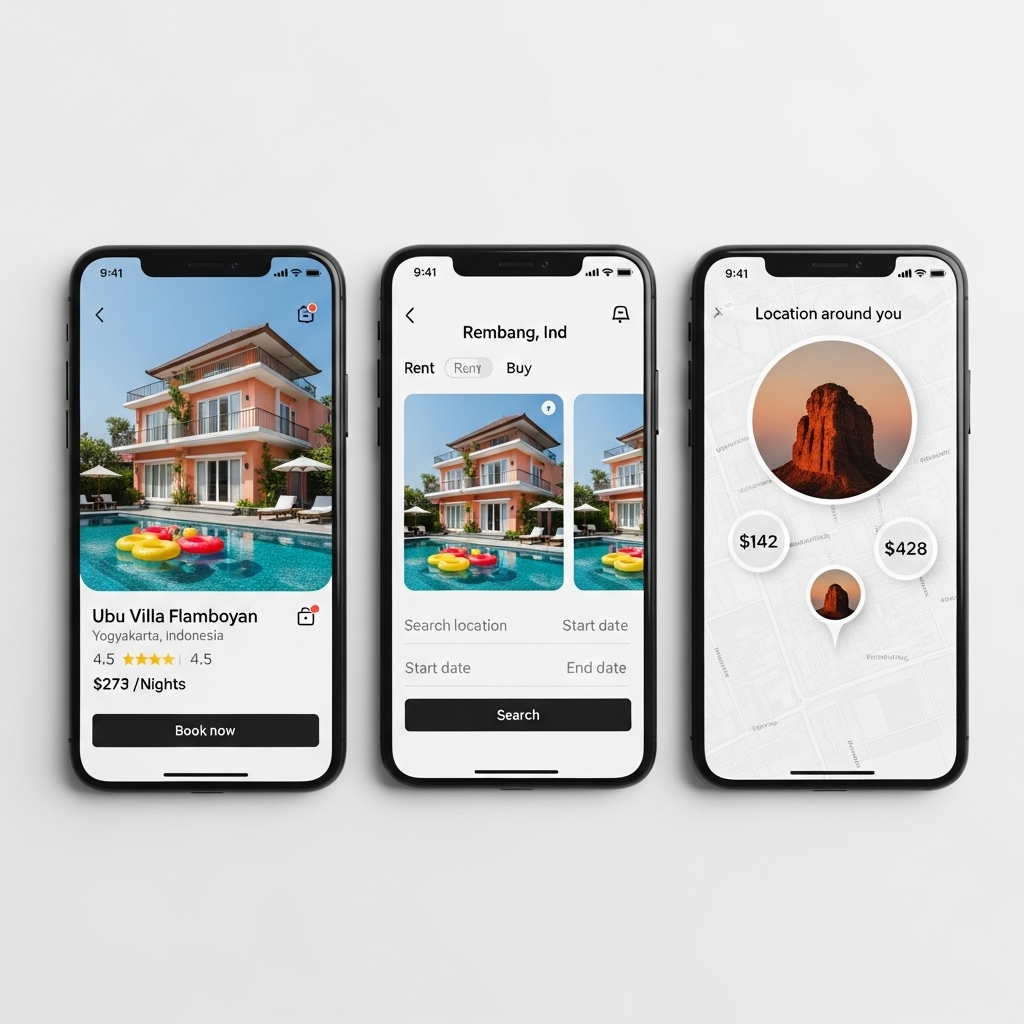 9:41
Ubu Villa Flamboyan
Yogyakarta, Indonesia
4.5 4.5
$273 /Nights
Book now
9:41
Rembang, Ind
Rent Reny Buy
Search location Start date
Start date End date
Search
9:41
Location around you
$142
$428